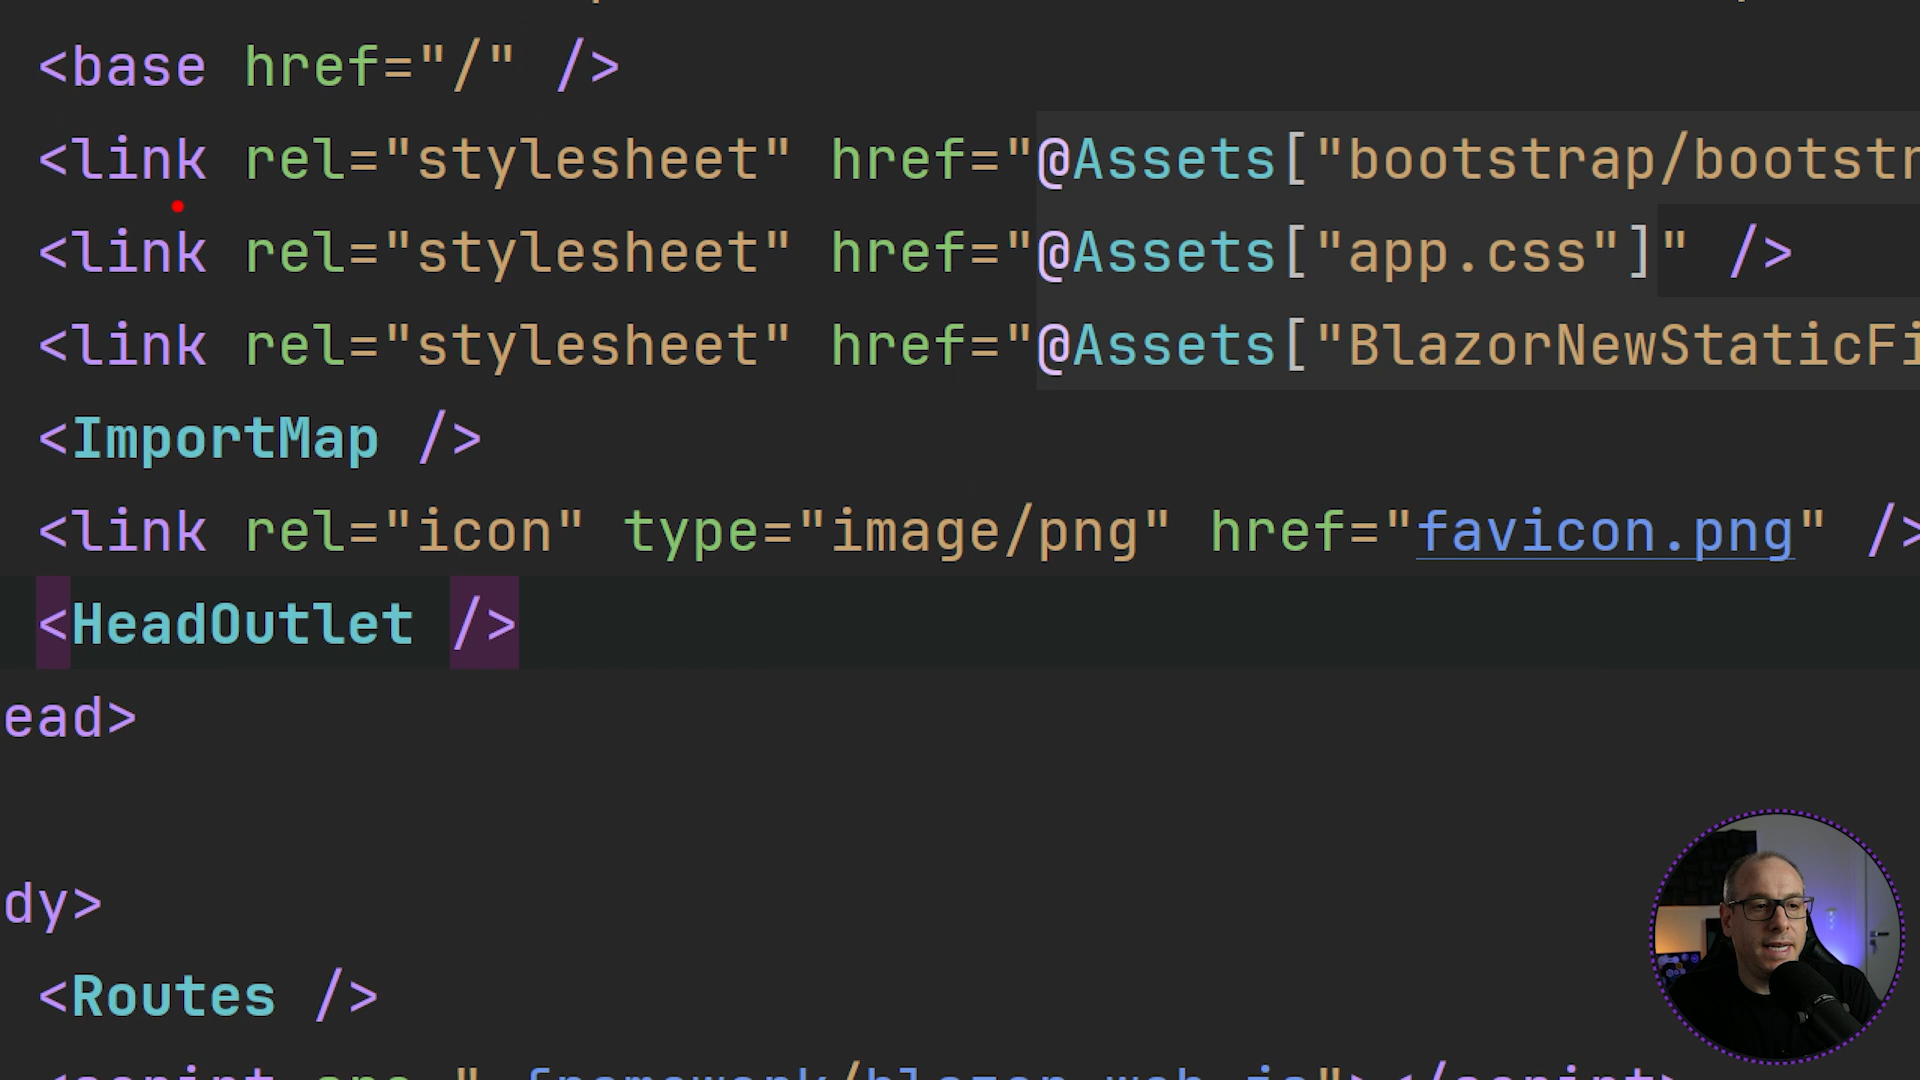 <base href="/" />
<link rel="stylesheet" href="@Assets["bootstrap/bootstr
<link rel="stylesheet" href="@Assets["app.css"]" />
<link rel="stylesheet" href="@Assets["BlazorNewStaticFi
<ImportMap />
<link rel="icon" type="image/png" href="favicon.png" />
<HeadOutlet />
ead>
dy>
<Routes />